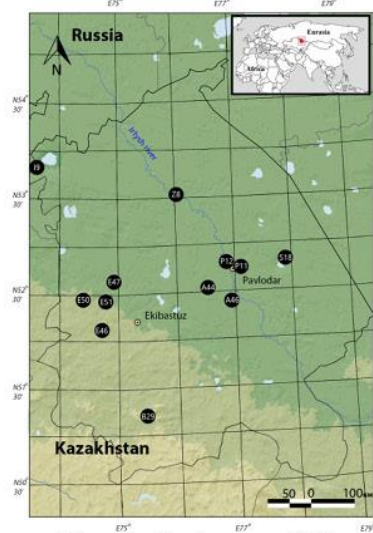 E75° E77° E79°
Russia
Eurasia
Africa
N
N54°
30'
Irtysh river
I9
Z8
N53°
30'
P12
P11
S18
Pavlodar
E47
A44
N52°
30'
E50
E51
A46
Ekibastuz
E46
N51°
30'
B29
Kazakhstan
N50°
30'
50 0 100 км
E75° E77° E79°